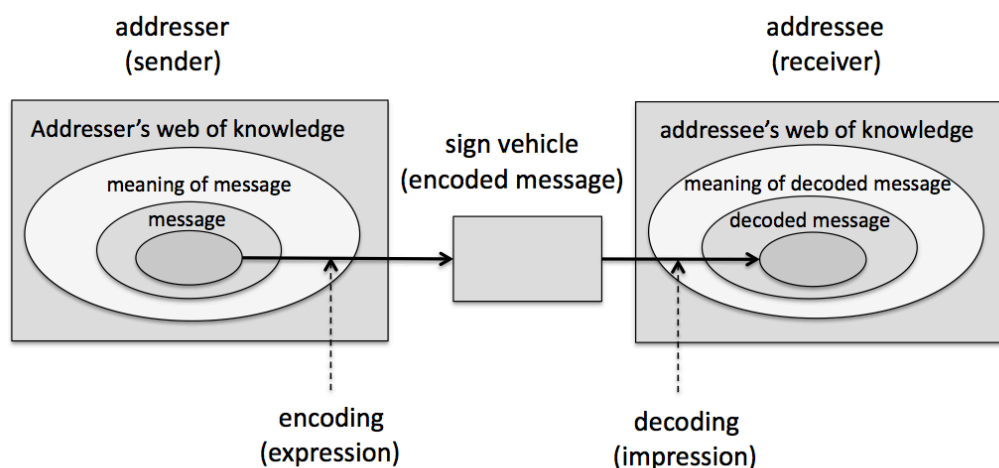 addresser
(sender)
addressee
(receiver)
Addresser's web of knowledge
meaning of message
message
sign vehicle
(encoded message)
addressee's web of knowledge
meaning of decoded message
decoded message
encoding
(expression)
decoding
(impression)